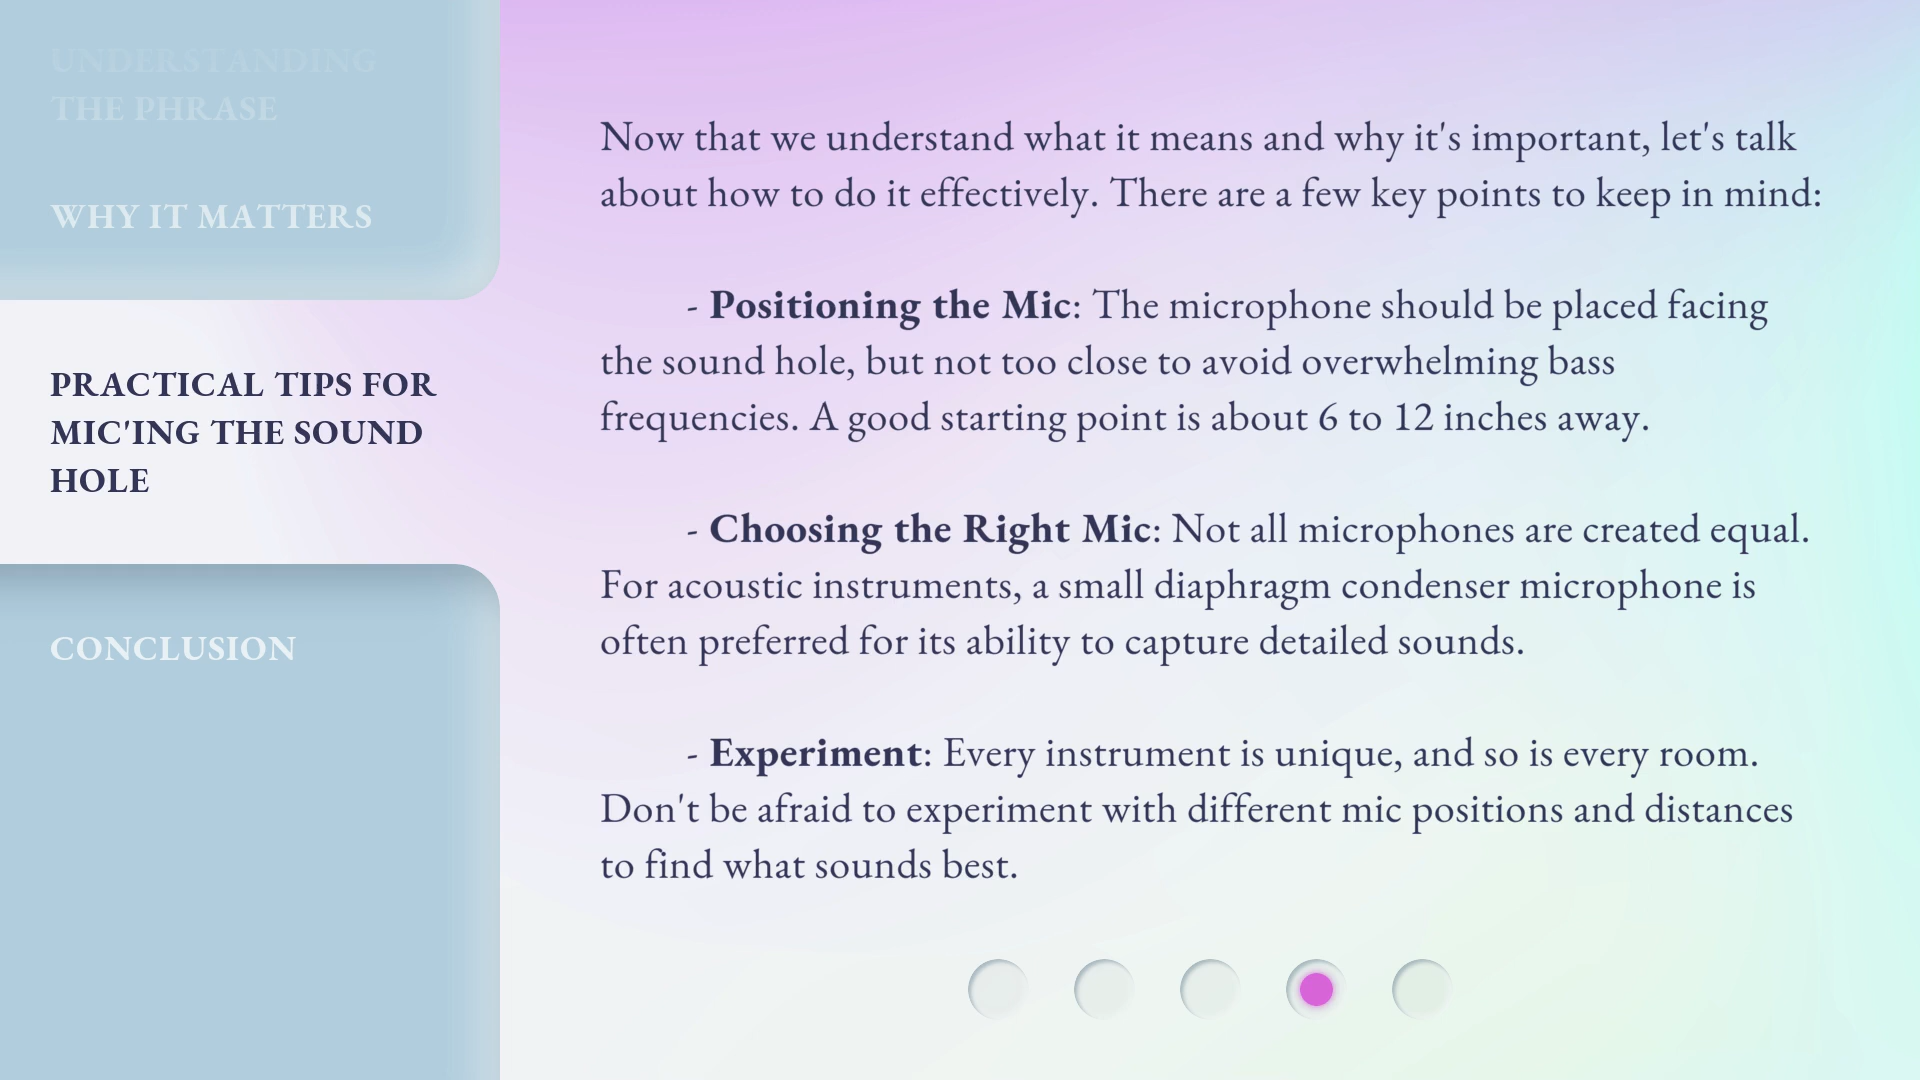 UNDERSTANDING
THE PHRASE
WHY IT MATTERS
PRACTICAL TIPS FOR
MIC'ING THE SOUND
HOLE
CONCLUSION
Now that we understand what it means and why it's important, let's talk
about how to do it effectively. There are a few key points to keep in mind:
- Positioning the Mic: The microphone should be placed facing
the sound hole, but not too close to avoid overwhelming bass
frequencies. A good starting point is about 6 to 12 inches away.
- Choosing the Right Mic: Not all microphones are created equal.
For acoustic instruments, a small diaphragm condenser microphone is
often preferred for its ability to capture detailed sounds.
- Experiment: Every instrument is unique, and so is every room.
Don't be afraid to experiment with different mic positions and distances
to find what sounds best.